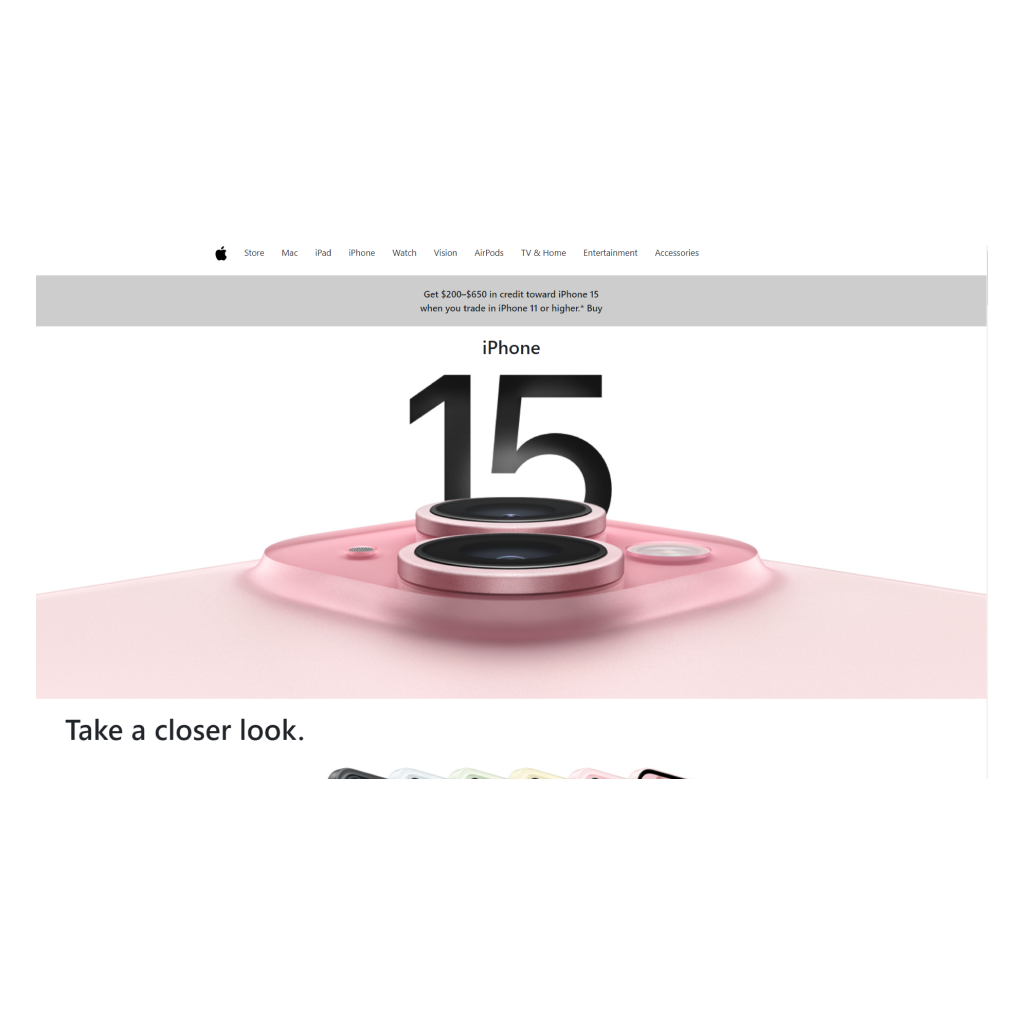 Store Mac iPad iPhone Watch Vision AirPods TV & Home Entertainment Accessories
Get $200–$650 in credit toward iPhone 15
when you trade in iPhone 11 or higher.* Buy
iPhone
15
Take a closer look.